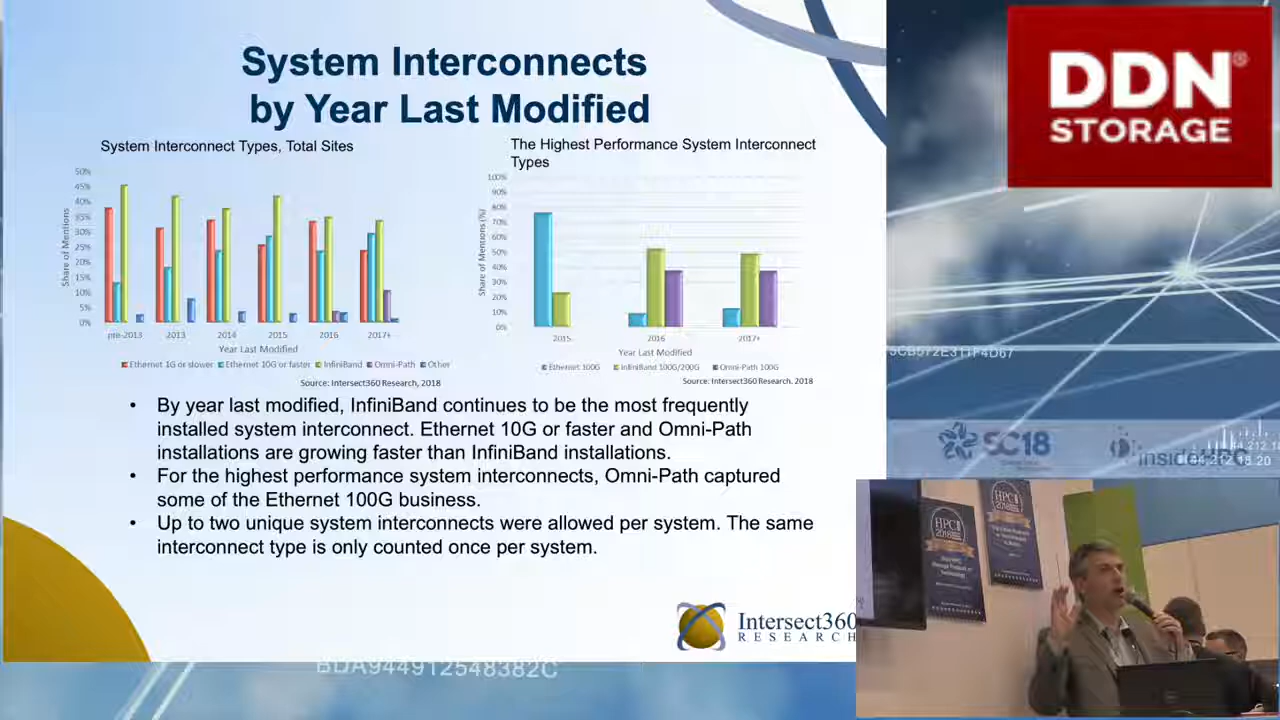 System Interconnects
by Year Last Modified
System Interconnect Types, Total Sites
50%
45%
40%
35%
30%
25%
20%
15%
10%
5%
0%
Share of Mentions
pre-2013 2013 2014 2015 2016 2017+
Year Last Modified
Ethernet 1G or slower Ethernet 10G or faster InfiniBand Omni-Path Other
Source: Intersect360 Research, 2018
The Highest Performance System Interconnect
Types
100%
90%
80%
70%
60%
50%
40%
30%
20%
10%
0%
Share of Mentions (%)
2015 2016 2017+
Year Last Modified
Ethernet 100G InfiniBand 100G/200G Omni-Path 100G
Source: Intersect360 Research, 2018
• By year last modified, InfiniBand continues to be the most frequently
installed system interconnect. Ethernet 10G or faster and Omni-Path
installations are growing faster than InfiniBand installations.
• For the highest performance system interconnects, Omni-Path captured
some of the Ethernet 100G business.
• Up to two unique system interconnects were allowed per system. The same
interconnect type is only counted once per system.
Intersect360
RESEARCH
DDN®
STORAGE
SC18
insideHPC
HPC
2018
HPC
2018